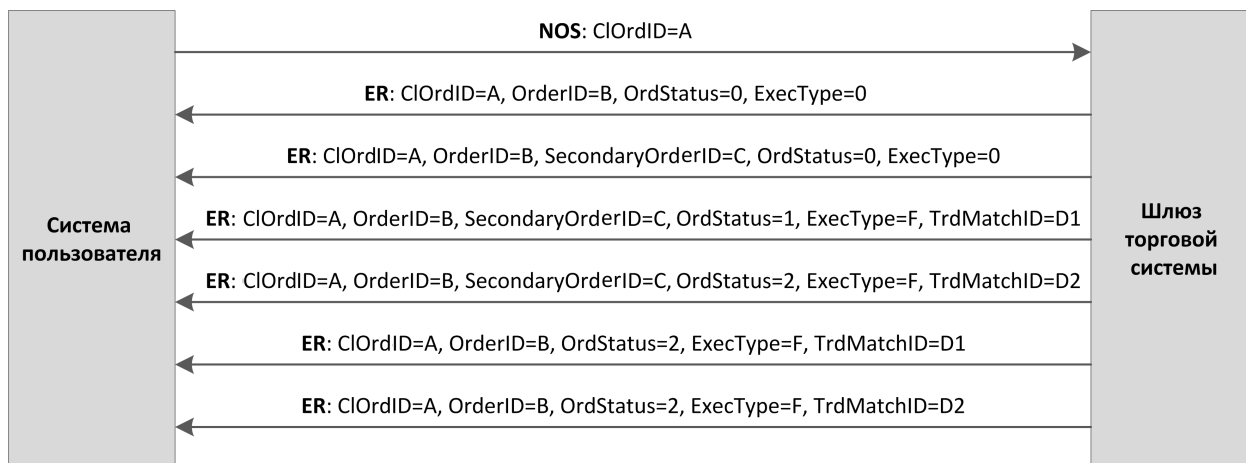 NOS: ClOrdID=A
ER: ClOrdID=A, OrderID=B, OrdStatus=0, ExecType=0
ER: ClOrdID=A, OrderID=B, SecondaryOrderID=C, OrdStatus=0, ExecType=0
ER: ClOrdID=A, OrderID=B, SecondaryOrderID=C, OrdStatus=1, ExecType=F, TrdMatchID=D1
ER: ClOrdID=A, OrderID=B, SecondaryOrderID=C, OrdStatus=2, ExecType=F, TrdMatchID=D2
ER: ClOrdID=A, OrderID=B, OrdStatus=2, ExecType=F, TrdMatchID=D1
ER: ClOrdID=A, OrderID=B, OrdStatus=2, ExecType=F, TrdMatchID=D2
Система
пользователя
Шлюз
торговой
системы